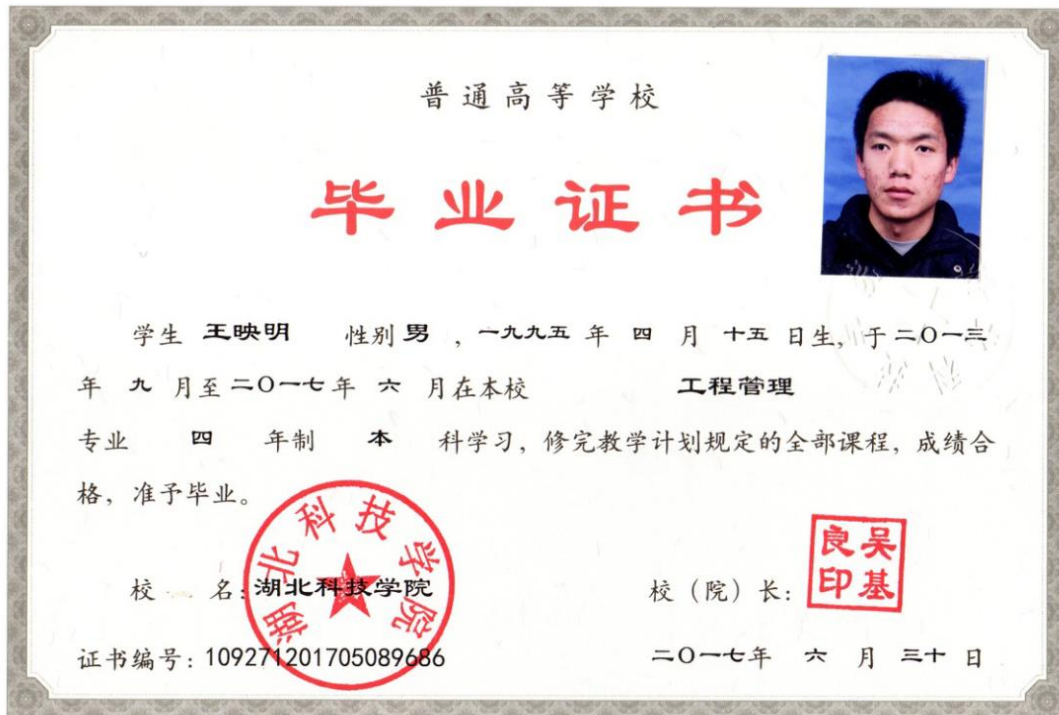 普通高等学校
毕业证书
学生 王映明 性别 男 ，一九九五 年 四 月 十五 日生，于 二〇一三
年 九 月至 二〇一七 年 六 月在本校 工程管理
专业 四 年制 本 科学习，修完教学计划规定的全部课程，成绩合
格，准予毕业。
湖北科技学院
良吴
印基
校 名：湖北科技学院 校（院）长：
证书编号：109271201705089686 二〇一七年 六 月 三十 日